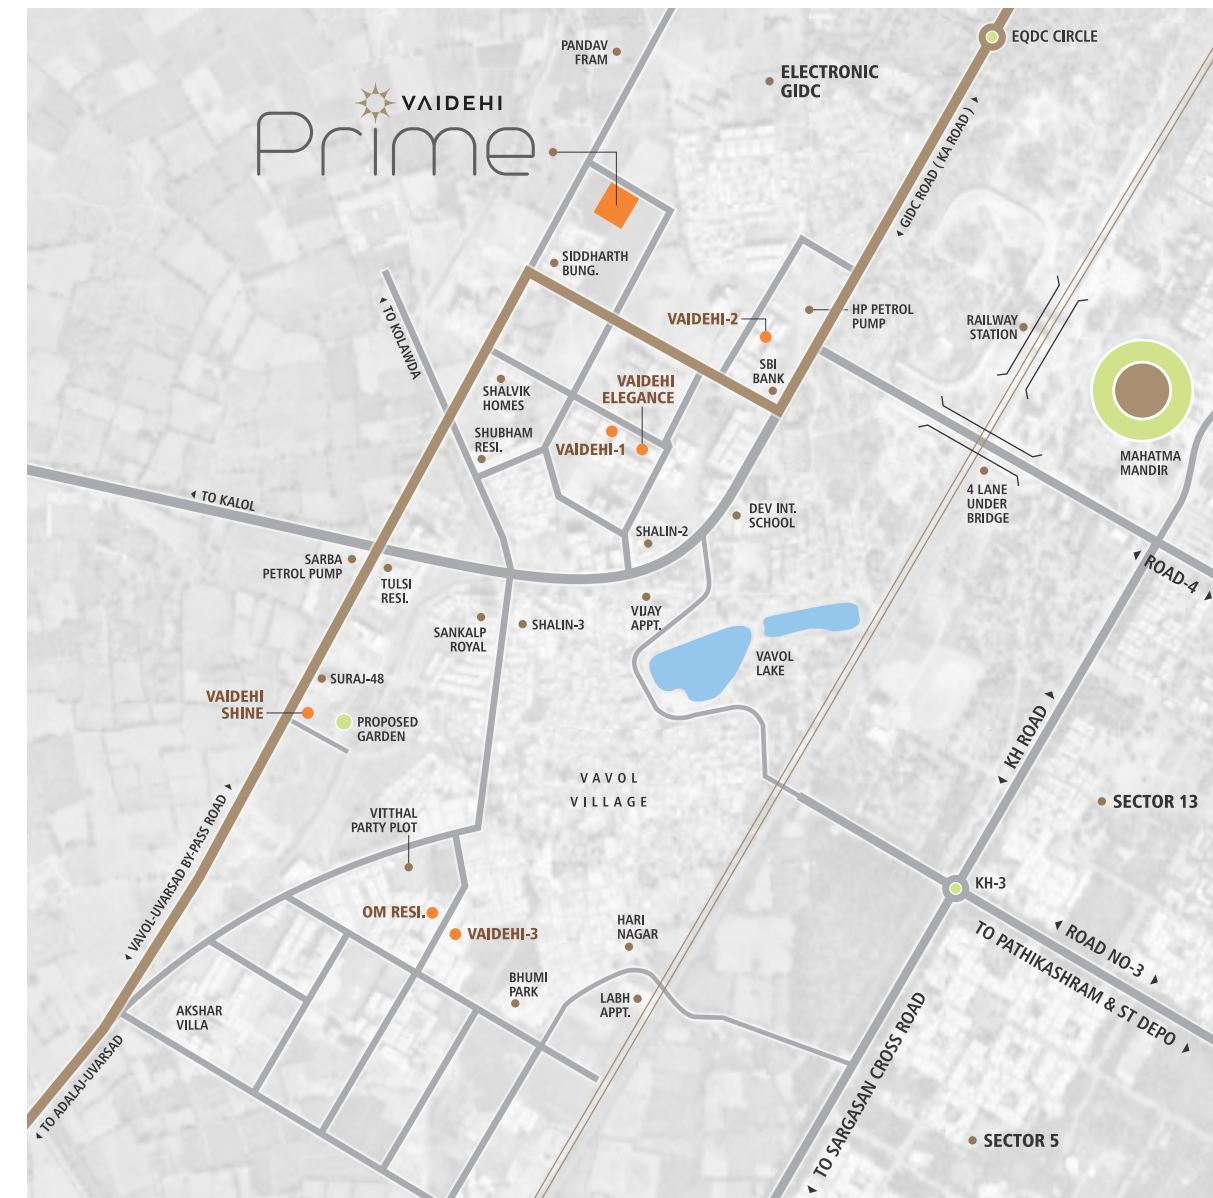 EQDC CIRCLE
PANDAV
FRAM
ELECTRONIC
GIDC
VAIDEHI
Prime
GIDC ROAD ( KA ROAD )
SIDDHARTH
BUNG.
TO KOLAWDA
VAIDEHI-2
HP PETROL
PUMP
RAILWAY
STATION
SBI
BANK
SHALVIK
HOMES
VAIDEHI
ELEGANCE
SHUBHAM
RESI.
VAIDEHI-1
MAHATMA
MANDIR
4 LANE
UNDER
BRIDGE
TO KALOL
DEV INT.
SCHOOL
SHALIN-2
SARBA
PETROL PUMP
TULSI
RESI.
ROAD-4
SANKALP
ROYAL
SHALIN-3
VIJAY
APPT.
VAVOL
LAKE
SURAJ-48
VAIDEHI
SHINE
PROPOSED
GARDEN
KH ROAD
VAVOL
VILLAGE
SECTOR 13
VITTHAL
PARTY PLOT
VAVOL-UVARSAD BY-PASS ROAD
KH-3
OM RESI.
VAIDEHI-3
HARI
NAGAR
ROAD NO-3
TO PATHIKASHRAM & ST DEPO
BHUMI
PARK
LABH
APPT.
AKSHAR
VILLA
TO ADALAJ-UVARSAD
TO SARGASAN CROSS ROAD
SECTOR 5